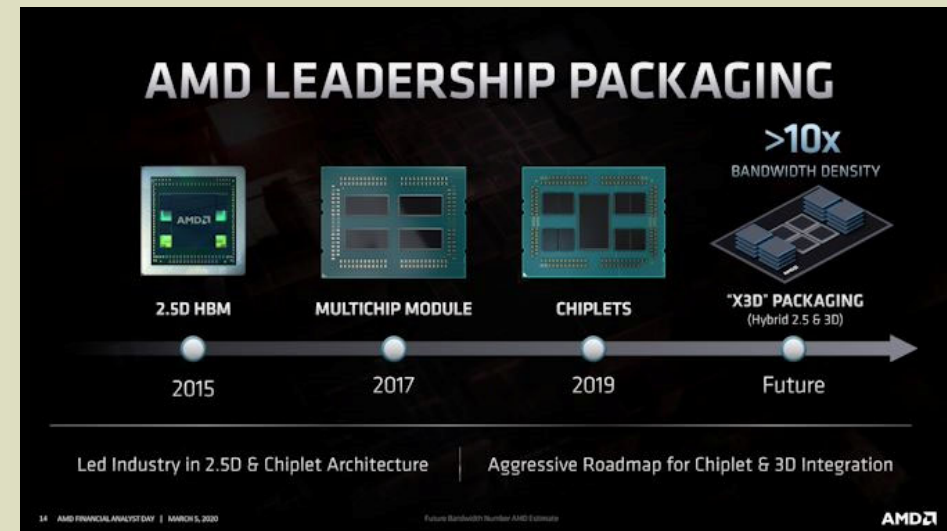 AMD LEADERSHIP PACKAGING
>10x
BANDWIDTH DENSITY
AMD
AMD
2.5D HBM
MULTICHIP MODULE
CHIPLETS
"X3D" PACKAGING
(Hybrid 2.5 & 3D)
2015
2017
2019
Future
Led Industry in 2.5D & Chiplet Architecture
Aggressive Roadmap for Chiplet & 3D Integration
14 AMD FINANCIAL ANALYST DAY | MARCH 5, 2020
Future Bandwidth Number AMD Estimate
AMD